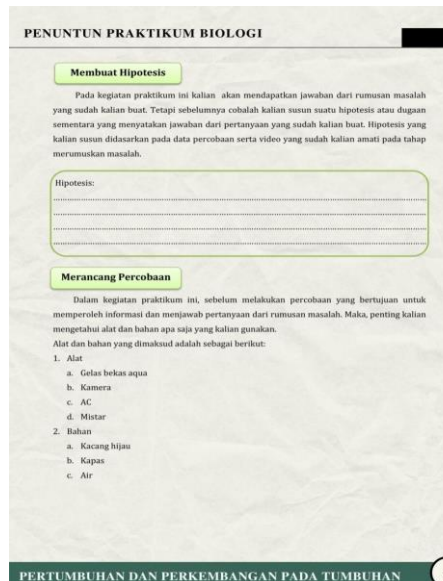 PENUNTUN PRAKTIKUM BIOLOGI
Membuat Hipotesis
Pada kegiatan praktikum ini kalian akan mendapatkan jawaban dari rumusan masalah
yang sudah kalian buat. Tetapi sebelumnya cobalah kalian susun suatu hipotesis atau dugaan
sementara yang menyatakan jawaban dari pertanyaan yang sudah kalian buat. Hipotesis yang
kalian susun didasarkan pada data percobaan serta video yang sudah kalian amati pada tahap
merumuskan masalah.
Hipotesis:
Merancang Percobaan
Dalam kegiatan praktikum ini, sebelum melakukan percobaan yang bertujuan untuk
memperoleh informasi dan menjawab pertanyaan dari rumusan masalah. Maka, penting kalian
mengetahui alat dan bahan apa saja yang kalian gunakan.
Alat dan bahan yang dimaksud adalah sebagai berikut:
1. Alat
a. Gelas bekas aqua
b. Kamera
c. AC
d. Mistar
2. Bahan
a. Kacang hijau
b. Kapas
c. Air
PERTUMBUHAN DAN PERKEMBANGAN PADA TUMBUHAN